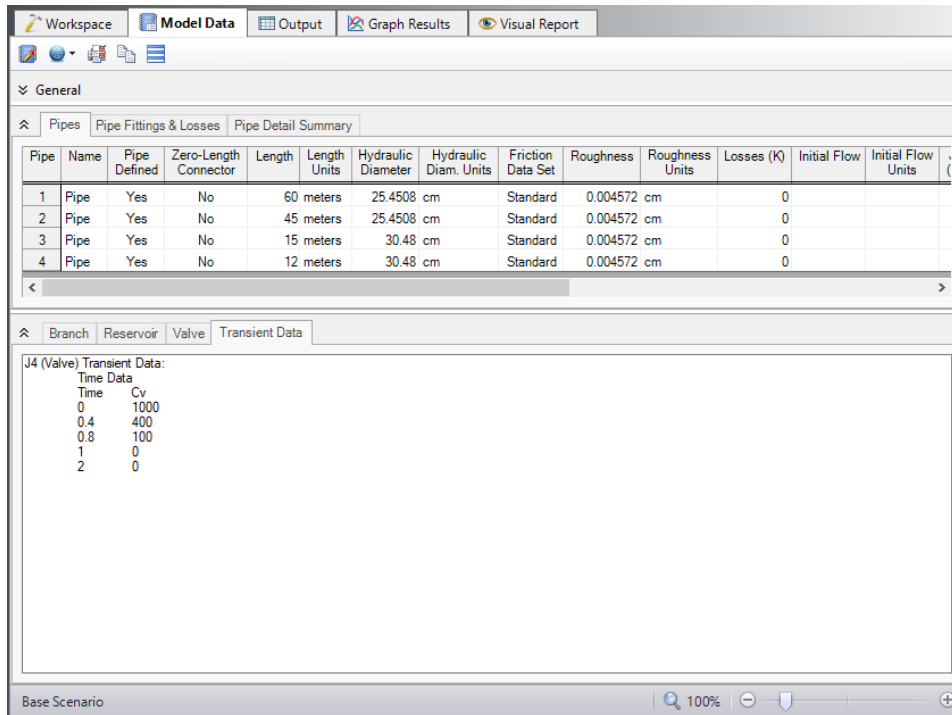 Workspace Model Data Output Graph Results Visual Report
General
Pipes Pipe Fittings & Losses Pipe Detail Summary
Pipe Name Pipe Defined Zero-Length Connector Length Length Units Hydraulic Diameter Hydraulic Diam. Units Friction Data Set Roughness Roughness Units Losses (K) Initial Flow Initial Flow Units
1 Pipe Yes No 60 meters 25.4508 cm Standard 0.004572 cm 0
2 Pipe Yes No 45 meters 25.4508 cm Standard 0.004572 cm 0
3 Pipe Yes No 15 meters 30.48 cm Standard 0.004572 cm 0
4 Pipe Yes No 12 meters 30.48 cm Standard 0.004572 cm 0
Branch Reservoir Valve Transient Data
J4 (Valve) Transient Data:
Time Data
Time Cv
0 1000
0.4 400
0.8 100
1 0
2 0
Base Scenario 100%